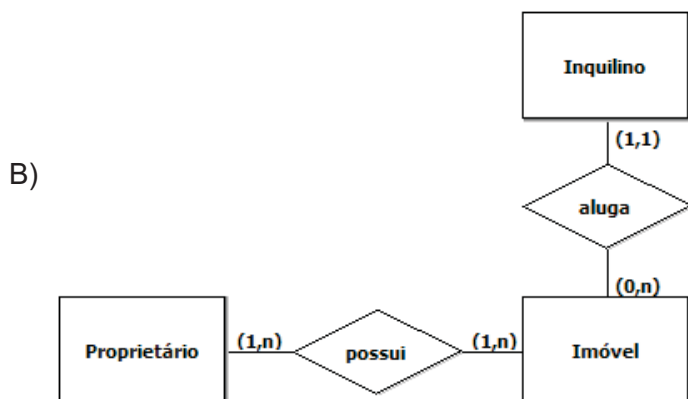 Inquilino
(1,1)
B)
aluga
(0,n)
Proprietário (1,n) possui (1,n) Imóvel